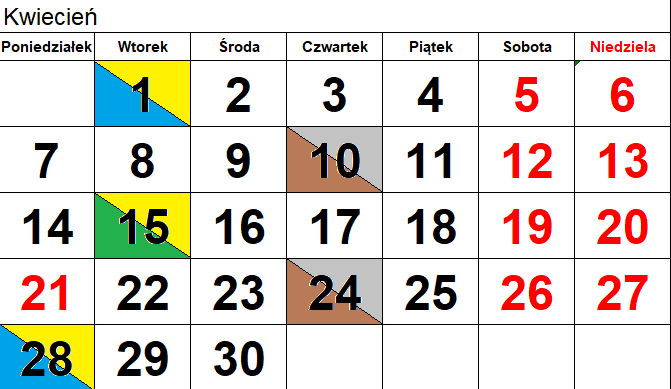 Kwiecień
Poniedziałek Wtorek Środa Czwartek Piątek Sobota Niedziela
1 2 3 4 5 6
7 8 9 10 11 12 13
14 15 16 17 18 19 20
21 22 23 24 25 26 27
28 29 30